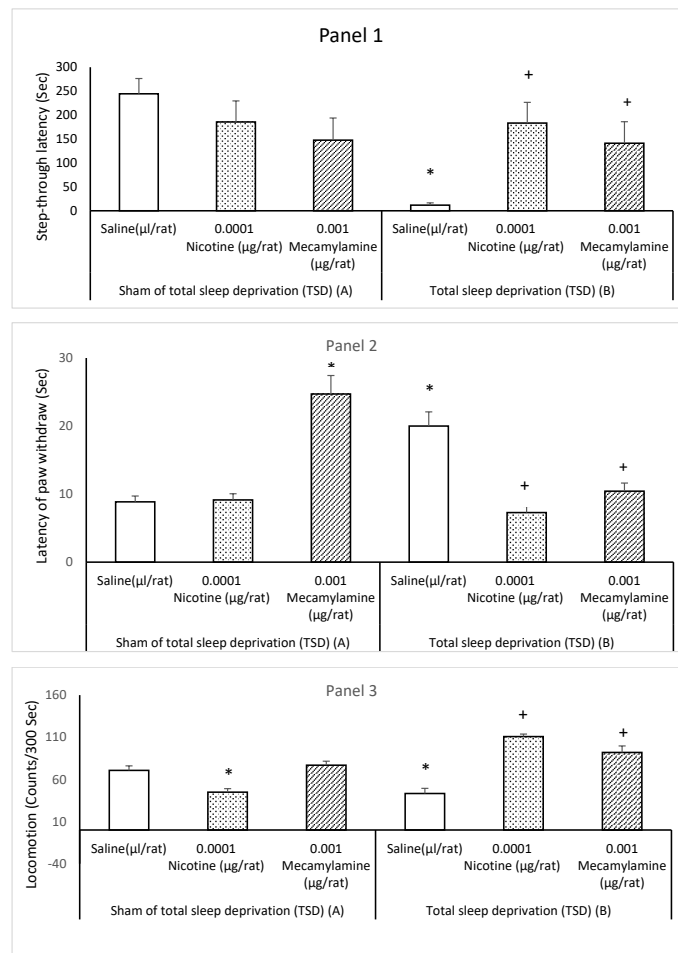 Panel 1
Step-through latency (Sec)
300
250
200
150
100
50
0
*
+
+
Saline(µl/rat)
0.0001
0.001
Saline(µl/rat)
0.0001
0.001
Nicotine (µg/rat)
Mecamylamine
Nicotine (µg/rat)
Mecamylamine
(µg/rat)
(µg/rat)
Sham of total sleep deprivation (TSD) (A)
Total sleep deprivation (TSD) (B)
Panel 2
Latency of paw withdraw (Sec)
30
20
10
0
*
*
+
+
Saline(µl/rat)
0.0001
0.001
Saline(µl/rat)
0.0001
0.001
Nicotine (µg/rat)
Mecamylamine
Nicotine (µg/rat)
Mecamylamine
(µg/rat)
(µg/rat)
Sham of total sleep deprivation (TSD) (A)
Total sleep deprivation (TSD) (B)
Panel 3
Locomotion (Counts/300 Sec)
160
110
60
10
-40
*
*
+
+
Saline(µl/rat)
0.0001
0.001
Saline(µl/rat)
0.0001
0.001
Nicotine (µg/rat)
Mecamylamine
Nicotine (µg/rat)
Mecamylamine
(µg/rat)
(µg/rat)
Sham of total sleep deprivation (TSD) (A)
Total sleep deprivation (TSD) (B)